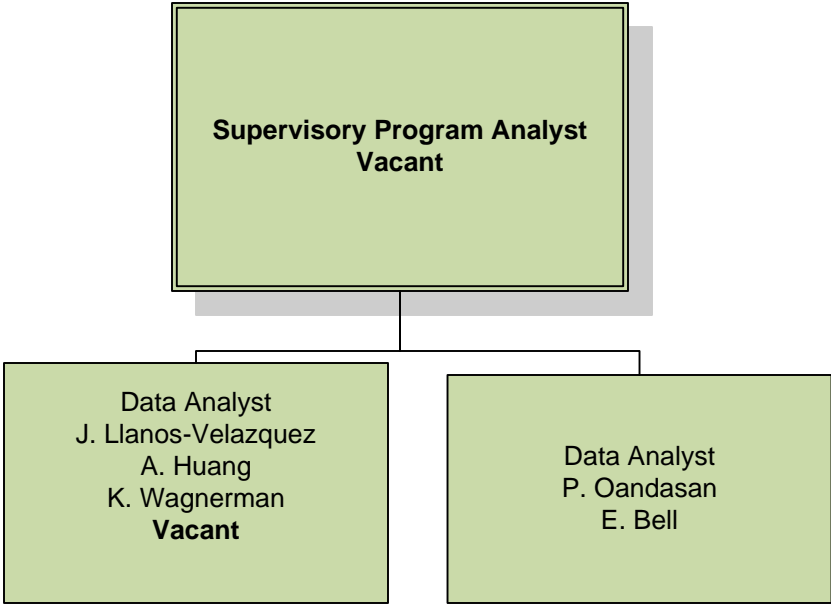 Supervisory Program Analyst
Vacant
Data Analyst
J. Llanos-Velazquez
A. Huang
K. Wagnerman
Vacant
Data Analyst
P. Oandasan
E. Bell